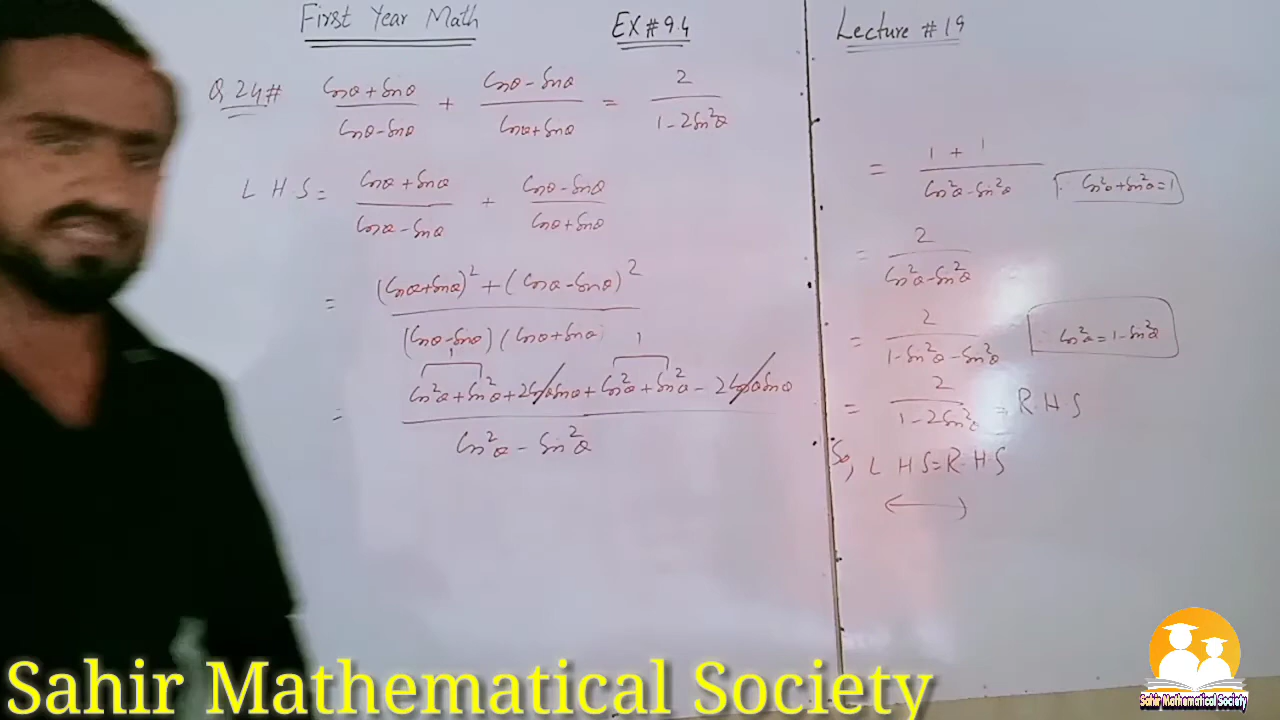 First Year Math EX # 9.4 Lecture # 19
Q 24# (Cosθ + Sinθ)/(Cosθ - Sinθ) + (Cosθ - Sinθ)/(Cosθ + Sinθ) = 2/(1 - 2Sin²θ)
L H S = (Cosθ + Sinθ)/(Cosθ - Sinθ) + (Cosθ - Sinθ)/(Cosθ + Sinθ)
= ((Cosθ + Sinθ)² + (Cosθ - Sinθ)²)/((Cosθ - Sinθ)(Cosθ + Sinθ)
1 1
= (Cos²θ + Sin²θ + 2CosθSinθ + Cos²θ + Sin²θ - 2CosθSinθ)/(Cos²θ - Sin²θ)
= (1 + 1)/(Cos²θ - Sin²θ) ∵ Cos²θ + Sin²θ = 1
= 2/(Cos²θ - Sin²θ)
= 2/(1 - Sin²θ - Sin²θ) ∵ Cos²θ = 1 - Sin²θ
= 2/(1 - 2Sin²θ) = R H S
So, L H S = R H S
Sahir Mathematical Society
Sahir Mathematical Society